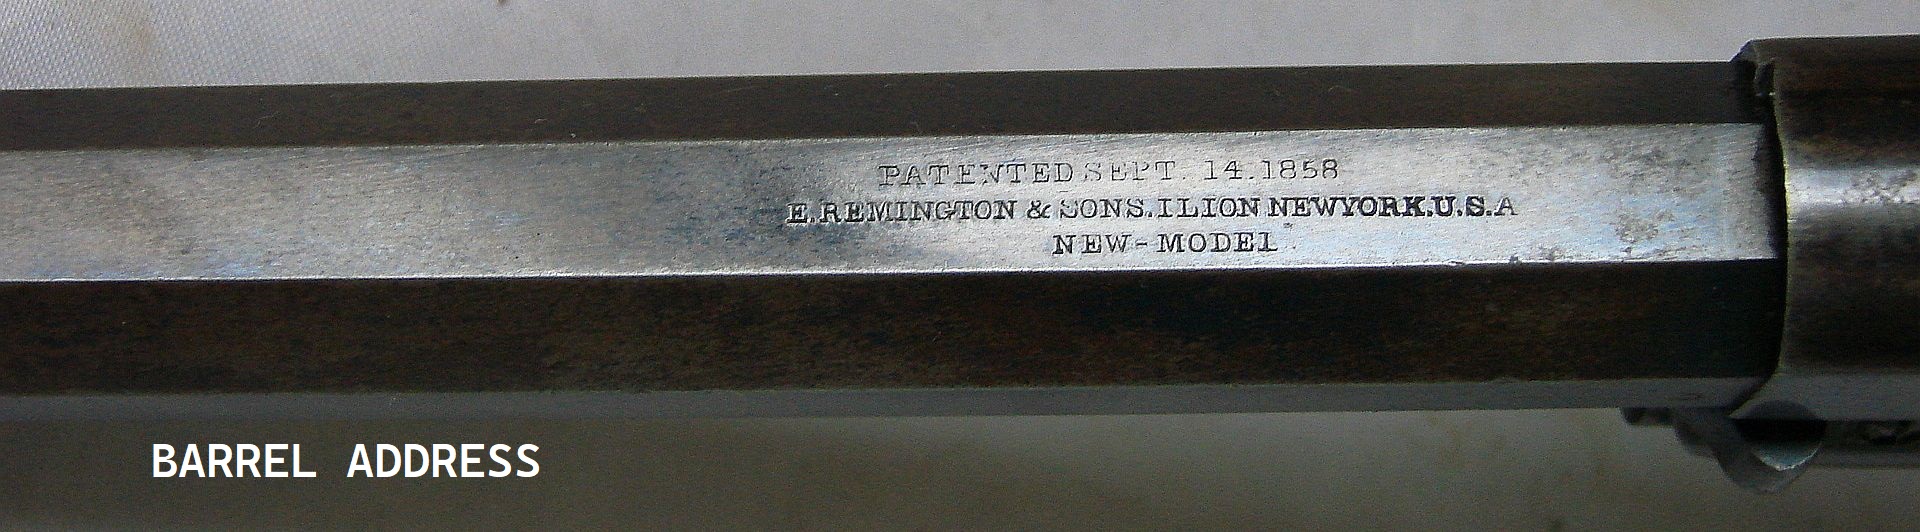 PATENTED SEPT. 14.1858
E.REMINGTON & SONS.ILION NEWYORK.U.S.A
NEW-MODEL
BARREL ADDRESS